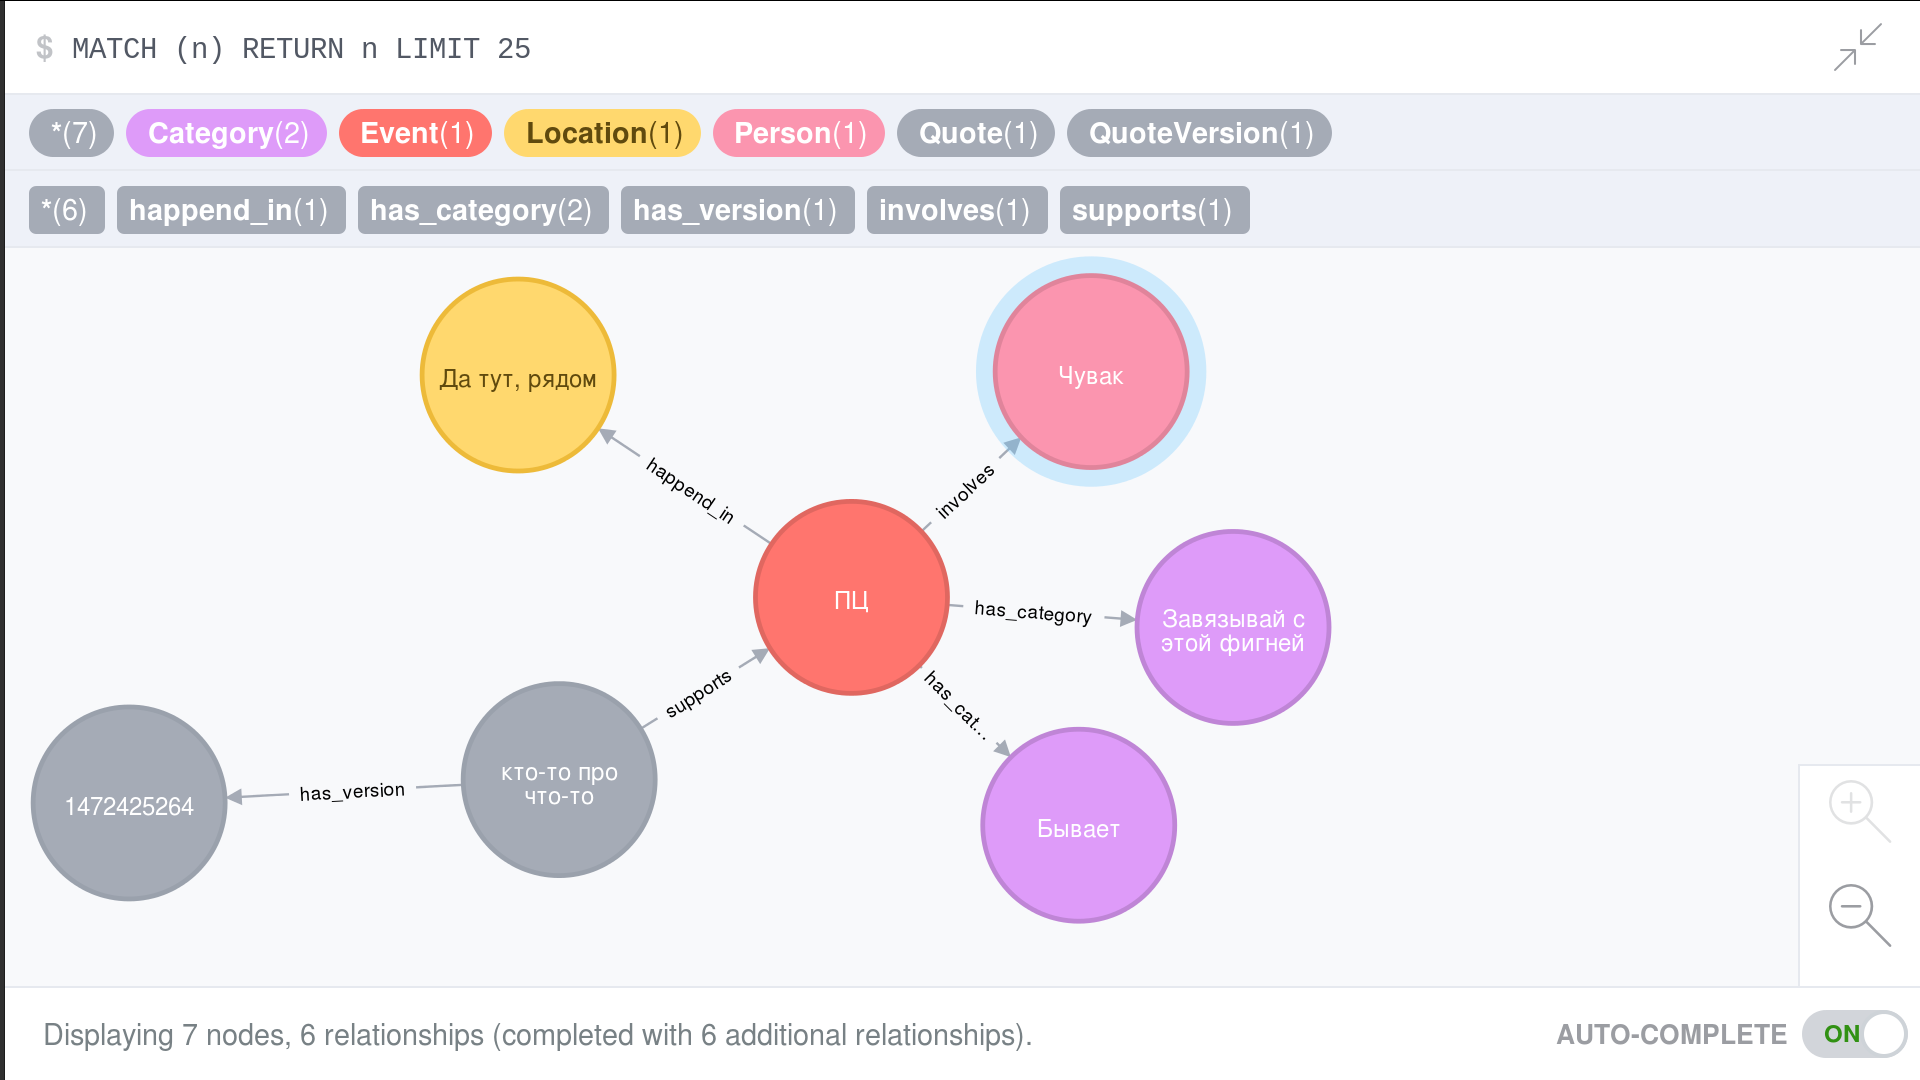 $ MATCH (n) RETURN n LIMIT 25
*(7) Category(2) Event(1) Location(1) Person(1) Quote(1) QuoteVersion(1)
*(6) happend_in(1) has_category(2) has_version(1) involves(1) supports(1)
Да тут, рядом
Чувак
happend_in
involves
ПЦ
has_category
Завязывай с
этой фигней
supports
has_cat...
кто-то про
что-то
has_version
1472425264
Бывает
Displaying 7 nodes, 6 relationships (completed with 6 additional relationships).
AUTO-COMPLETE ON